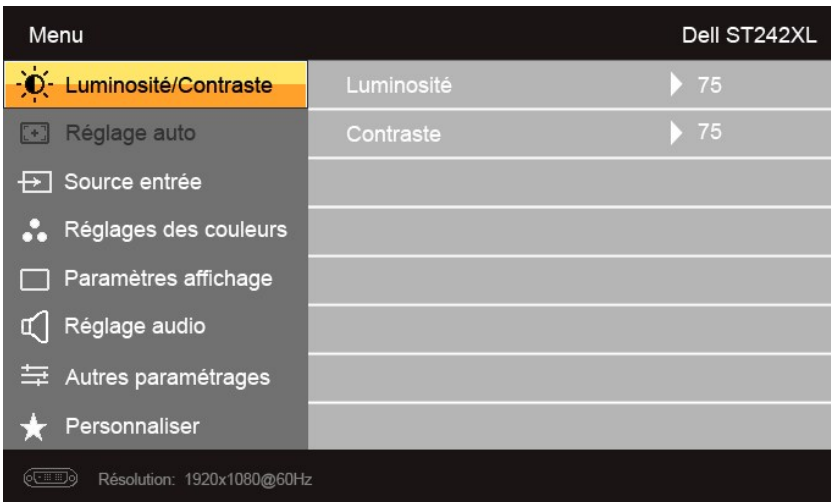 Menu Dell ST242XL
Luminosité/Contraste Luminosité 75
Réglage auto Contraste 75
Source entrée
Réglages des couleurs
Paramètres affichage
Réglage audio
Autres paramétrages
Personnaliser
Résolution: 1920x1080@60Hz